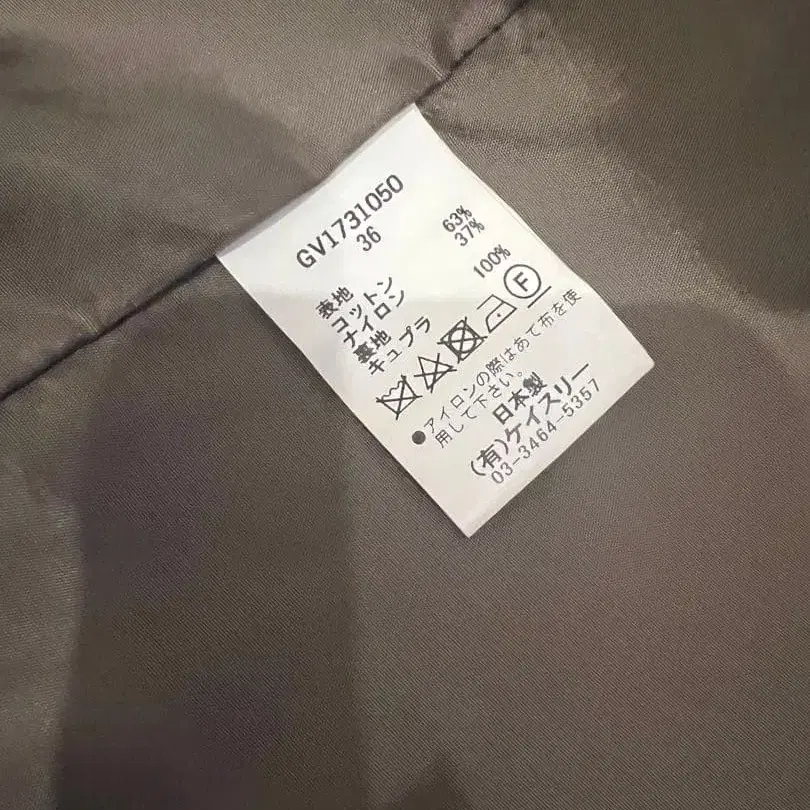 GV1731050
36
表地
コットン 63%
ナイロン 37%
裏地
キュプラ 100%
F
●アイロンの際はあて布を使
用して下さい。
日本製
(有)ケイスリー
03-3464-5357